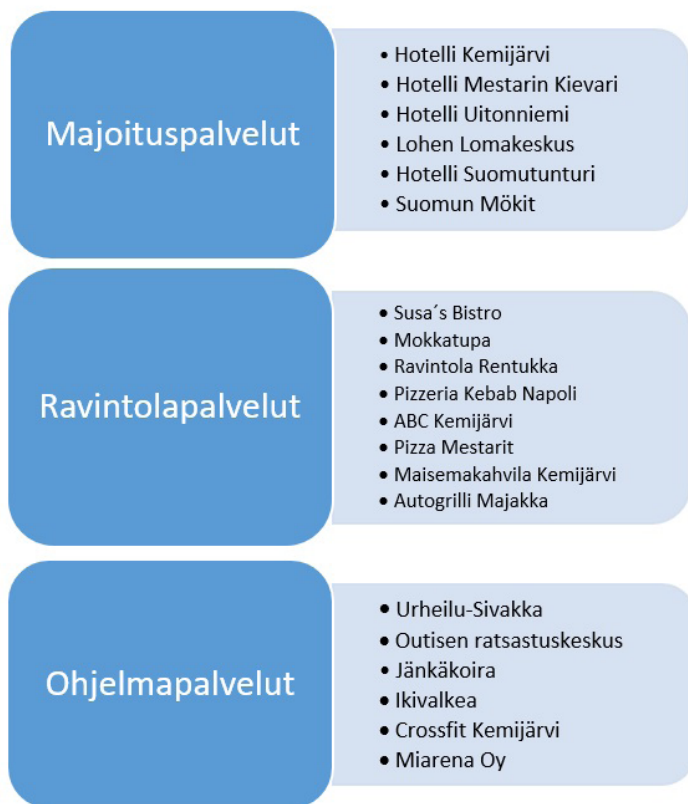 Majoituspalvelut
• Hotelli Kemijärvi
• Hotelli Mestarin Kievari
• Hotelli Uitonniemi
• Lohen Lomakeskus
• Hotelli Suomutunturi
• Suomun Mökit
Ravintolapalvelut
• Susa´s Bistro
• Mokkatupa
• Ravintola Rentukka
• Pizzeria Kebab Napoli
• ABC Kemijärvi
• Pizza Mestarit
• Maisemakahvila Kemijärvi
• Autogrilli Majakka
Ohjelmapalvelut
• Urheilu-Sivakka
• Outisen ratsastuskeskus
• Jänkäkoira
• Ikivalkea
• Crossfit Kemijärvi
• Miarena Oy